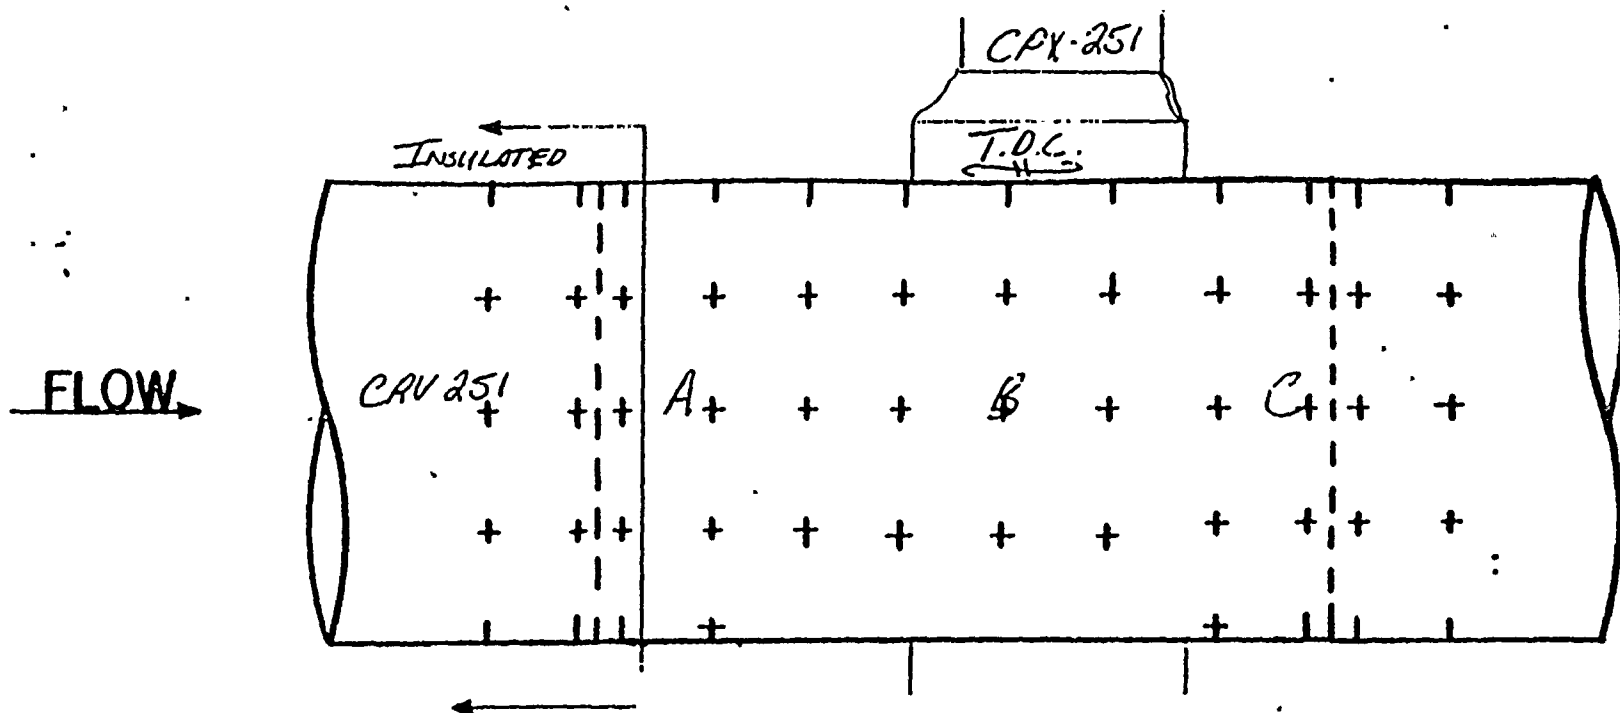 CPX-251
INSULATED
T.D.C.
FLOW
CRV 251
A
B
C